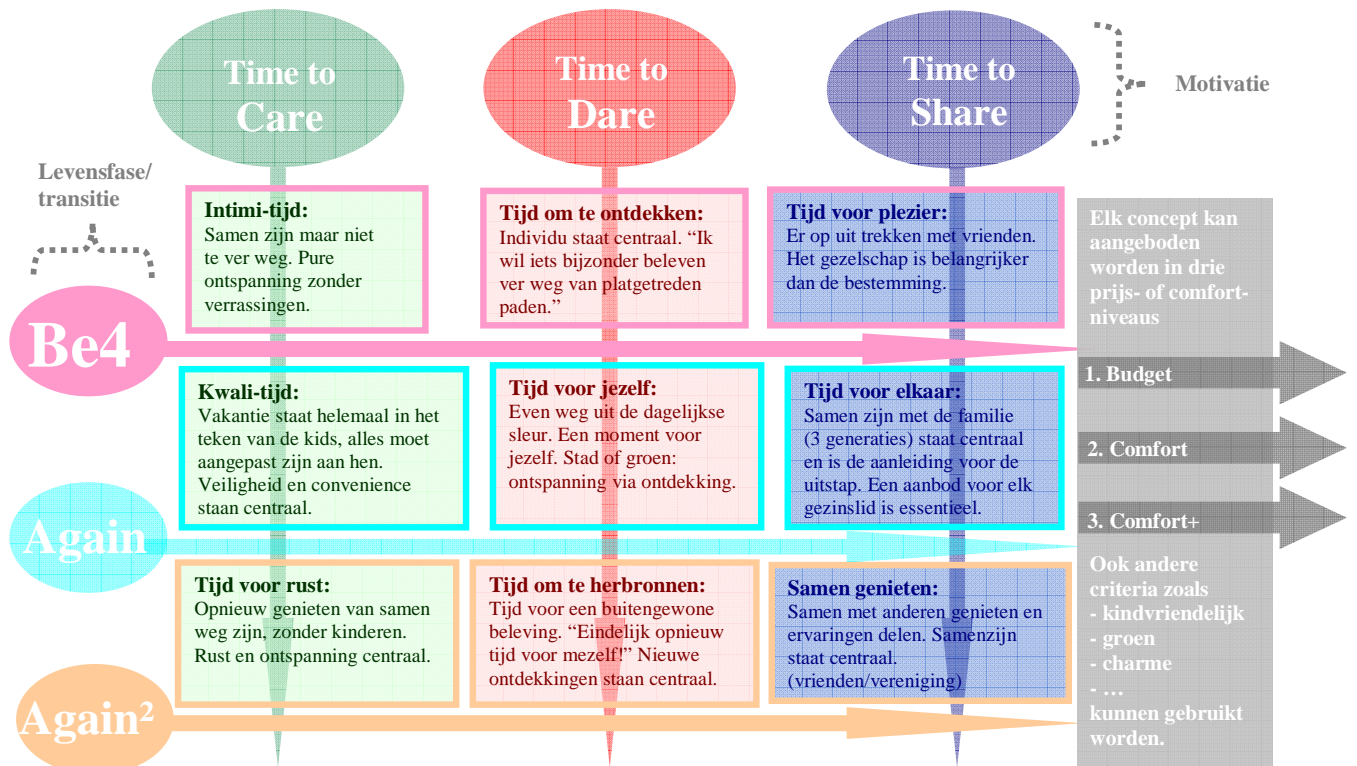 Time to
Care
Time to
Dare
Time to
Share
Motivatie
Levensfase/
transitie
Intimi-tijd:
Samen zijn maar niet
te ver weg. Pure
ontspanning zonder
verrassingen.
Tijd om te ontdekken:
Individu staat centraal. “Ik
wil iets bijzonder beleven
ver weg van platgetreden
paden.”
Tijd voor plezier:
Er op uit trekken met vrienden.
Het gezelschap is belangrijker
dan de bestemming.
Be4
Kwali-tijd:
Vakantie staat helemaal in het
teken van de kids, alles moet
aangepast zijn aan hen.
Veiligheid en convenience
staan centraal.
Tijd voor jezelf:
Even weg uit de dagelijkse
sleur. Een moment voor
jezelf. Stad of groen:
ontspanning via ontdekking.
Tijd voor elkaar:
Samen zijn met de familie
(3 generaties) staat centraal
en is de aanleiding voor de
uitstap. Een aanbod voor elk
gezinslid is essentieel.
Again
Tijd voor rust:
Opnieuw genieten van samen
weg zijn, zonder kinderen.
Rust en ontspanning centraal.
Tijd om te herbronnen:
Tijd voor een buitengewone
beleving. “Eindelijk opnieuw
tijd voor mezelf!” Nieuwe
ontdekkingen staan centraal.
Samen genieten:
Samen met anderen genieten en
ervaringen delen. Samenzijn
staat centraal.
(vrienden/vereniging)
Again²
Elk concept kan
aangeboden
worden in drie
prijs- of comfort-
niveaus
1. Budget
2. Comfort
3. Comfort+
Ook andere
criteria zoals
- kindvriendelijk
- groen
- charme
- …
kunnen gebruikt
worden.